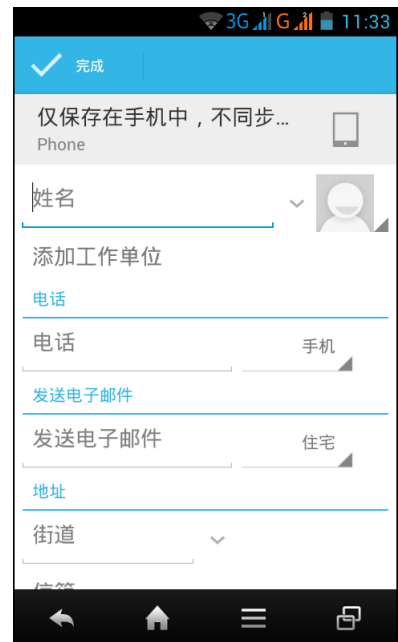 3G G 11:33
完成
仅保存在手机中，不同步...
Phone
姓名
添加工作单位
电话
电话 手机
发送电子邮件
发送电子邮件 住宅
地址
街道